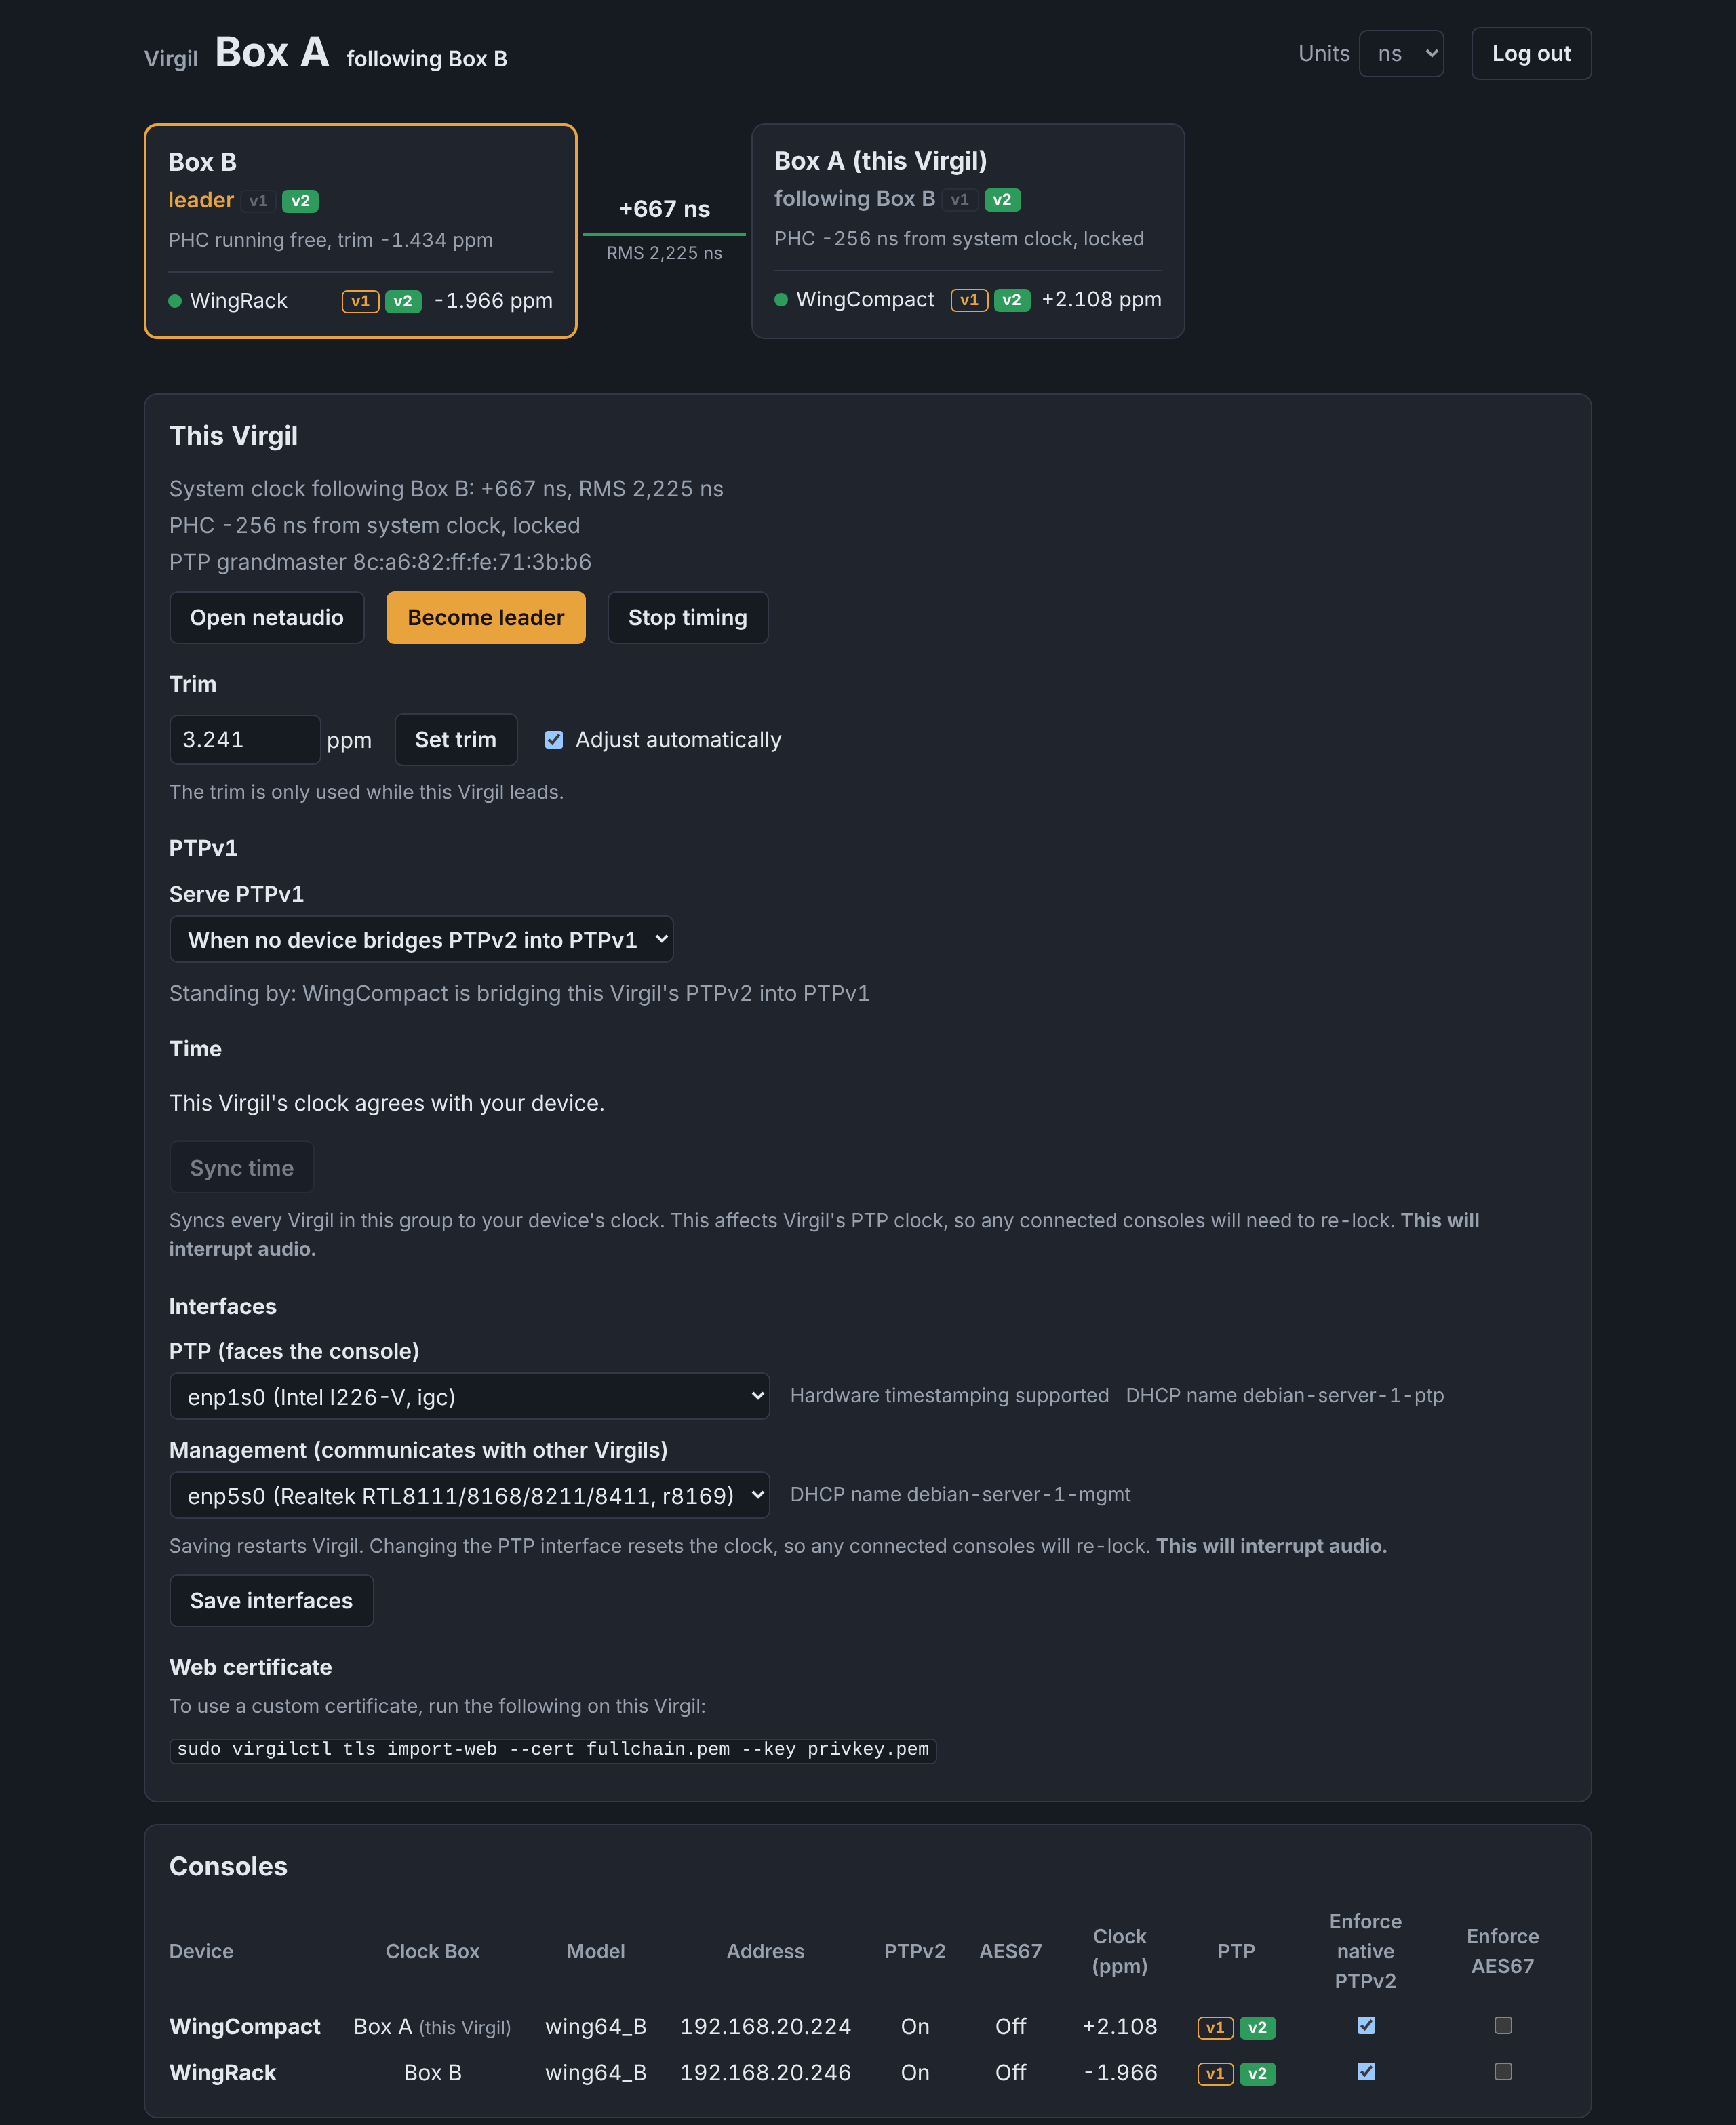 Virgil Box A following Box B
Units ns Log out
Box B
leader v1 v2
PHC running free, trim -1.434 ppm
WingRack v1 v2 -1.966 ppm
+667 ns
RMS 2,225 ns
Box A (this Virgil)
following Box B v1 v2
PHC -256 ns from system clock, locked
WingCompact v1 v2 +2.108 ppm
This Virgil
System clock following Box B: +667 ns, RMS 2,225 ns
PHC -256 ns from system clock, locked
PTP grandmaster 8c:a6:82:ff:fe:71:3b:b6
Open netaudio Become leader Stop timing
Trim
3.241 ppm Set trim Adjust automatically
The trim is only used while this Virgil leads.
PTPv1
Serve PTPv1
When no device bridges PTPv2 into PTPv1
Standing by: WingCompact is bridging this Virgil's PTPv2 into PTPv1
Time
This Virgil's clock agrees with your device.
Sync time
Syncs every Virgil in this group to your device's clock. This affects Virgil's PTP clock, so any connected consoles will need to re-lock. This will
interrupt audio.
Interfaces
PTP (faces the console)
enp1s0 (Intel I226-V, igc) Hardware timestamping supported DHCP name debian-server-1-ptp
Management (communicates with other Virgils)
enp5s0 (Realtek RTL8111/8168/8211/8411, r8169) DHCP name debian-server-1-mgmt
Saving restarts Virgil. Changing the PTP interface resets the clock, so any connected consoles will re-lock. This will interrupt audio.
Save interfaces
Web certificate
To use a custom certificate, run the following on this Virgil:
sudo virgilctl tls import-web --cert fullchain.pem --key privkey.pem
Consoles
Device Clock Box Model Address PTPv2 AES67 Clock (ppm) PTP Enforce native PTPv2 Enforce AES67
WingCompact Box A (this Virgil) wing64_B 192.168.20.224 On Off +2.108 v1 v2
WingRack Box B wing64_B 192.168.20.246 On Off -1.966 v1 v2